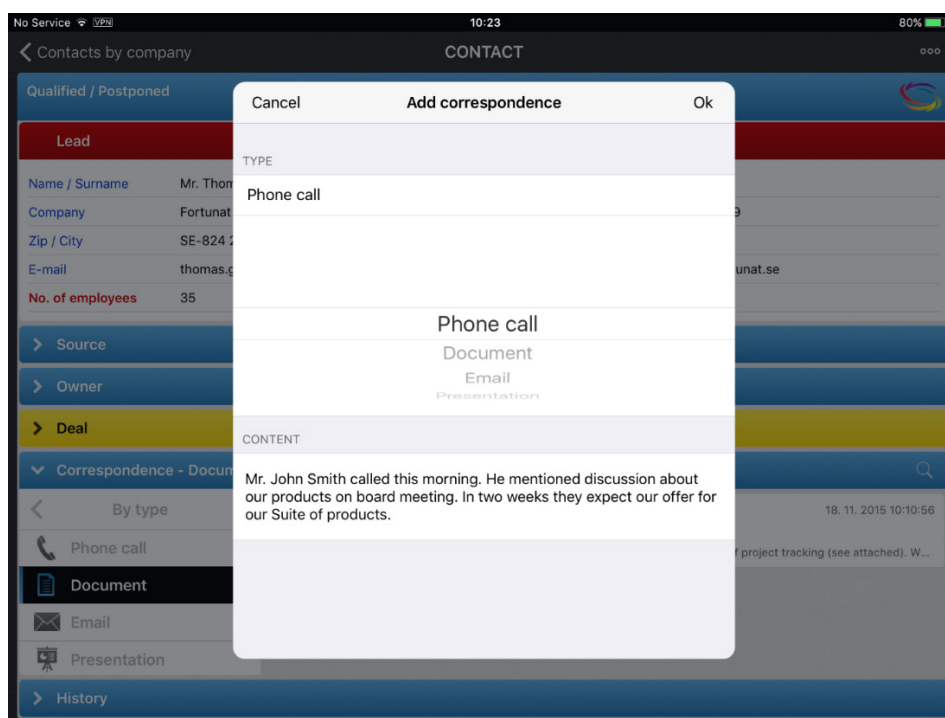 No Service VPN 10:23 80%
Contacts by company CONTACT
Qualified / Postponed
Cancel Add correspondence Ok
Lead
TYPE
Name / Surname Mr. Thom
Phone call
Company Fortunat 9
Zip / City SE-824 2
E-mail thomas.g unat.se
No. of employees 35
Phone call
Source
Document
Email
Owner
Presentation
Deal
CONTENT
Correspondence - Docum
Mr. John Smith called this morning. He mentioned discussion about
our products on board meeting. In two weeks they expect our offer for
our Suite of products.
By type 18. 11. 2015 10:10:56
Phone call f project tracking (see attached). W...
Document
Email
Presentation
History